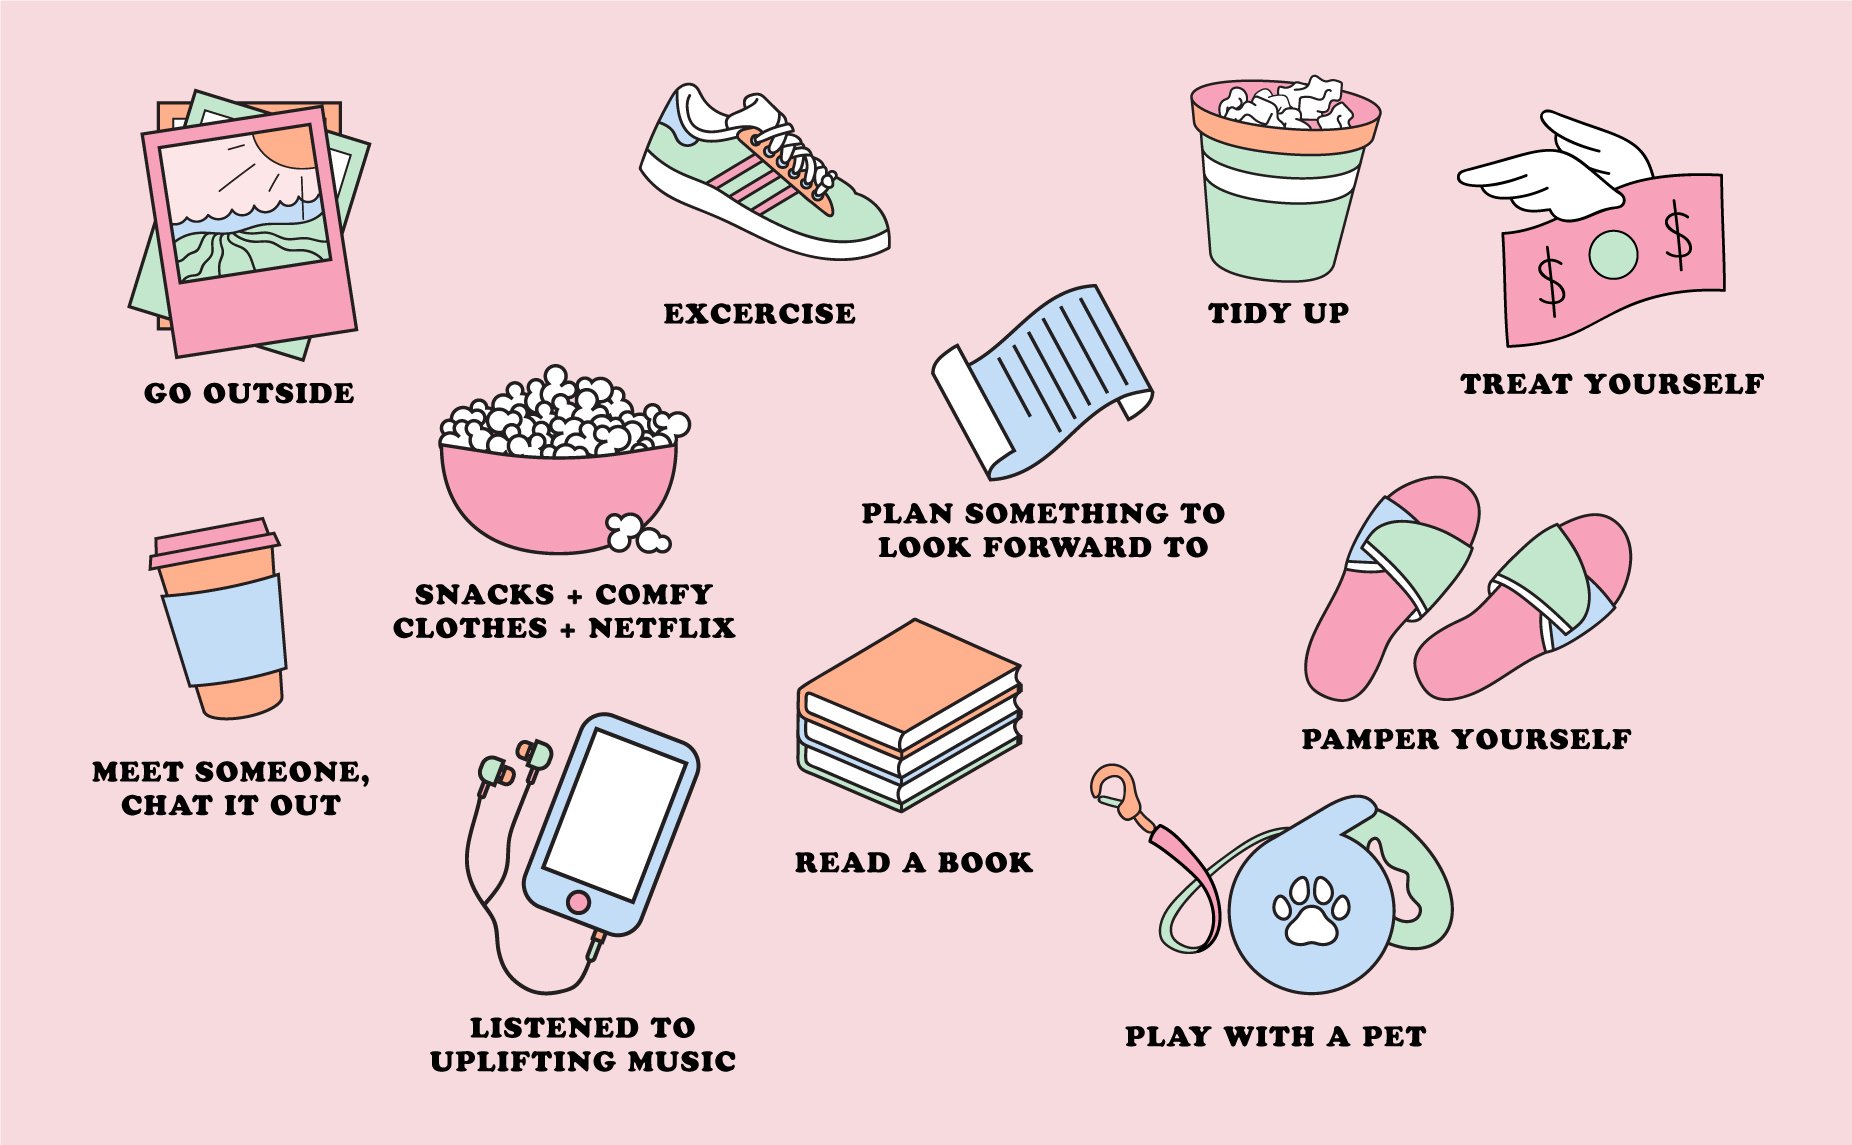 EXCERCISE
TIDY UP
TREAT YOURSELF
GO OUTSIDE
PLAN SOMETHING TO
LOOK FORWARD TO
SNACKS + COMFY
CLOTHES + NETFLIX
PAMPER YOURSELF
MEET SOMEONE,
CHAT IT OUT
READ A BOOK
LISTENED TO
UPLIFTING MUSIC
PLAY WITH A PET
$ $